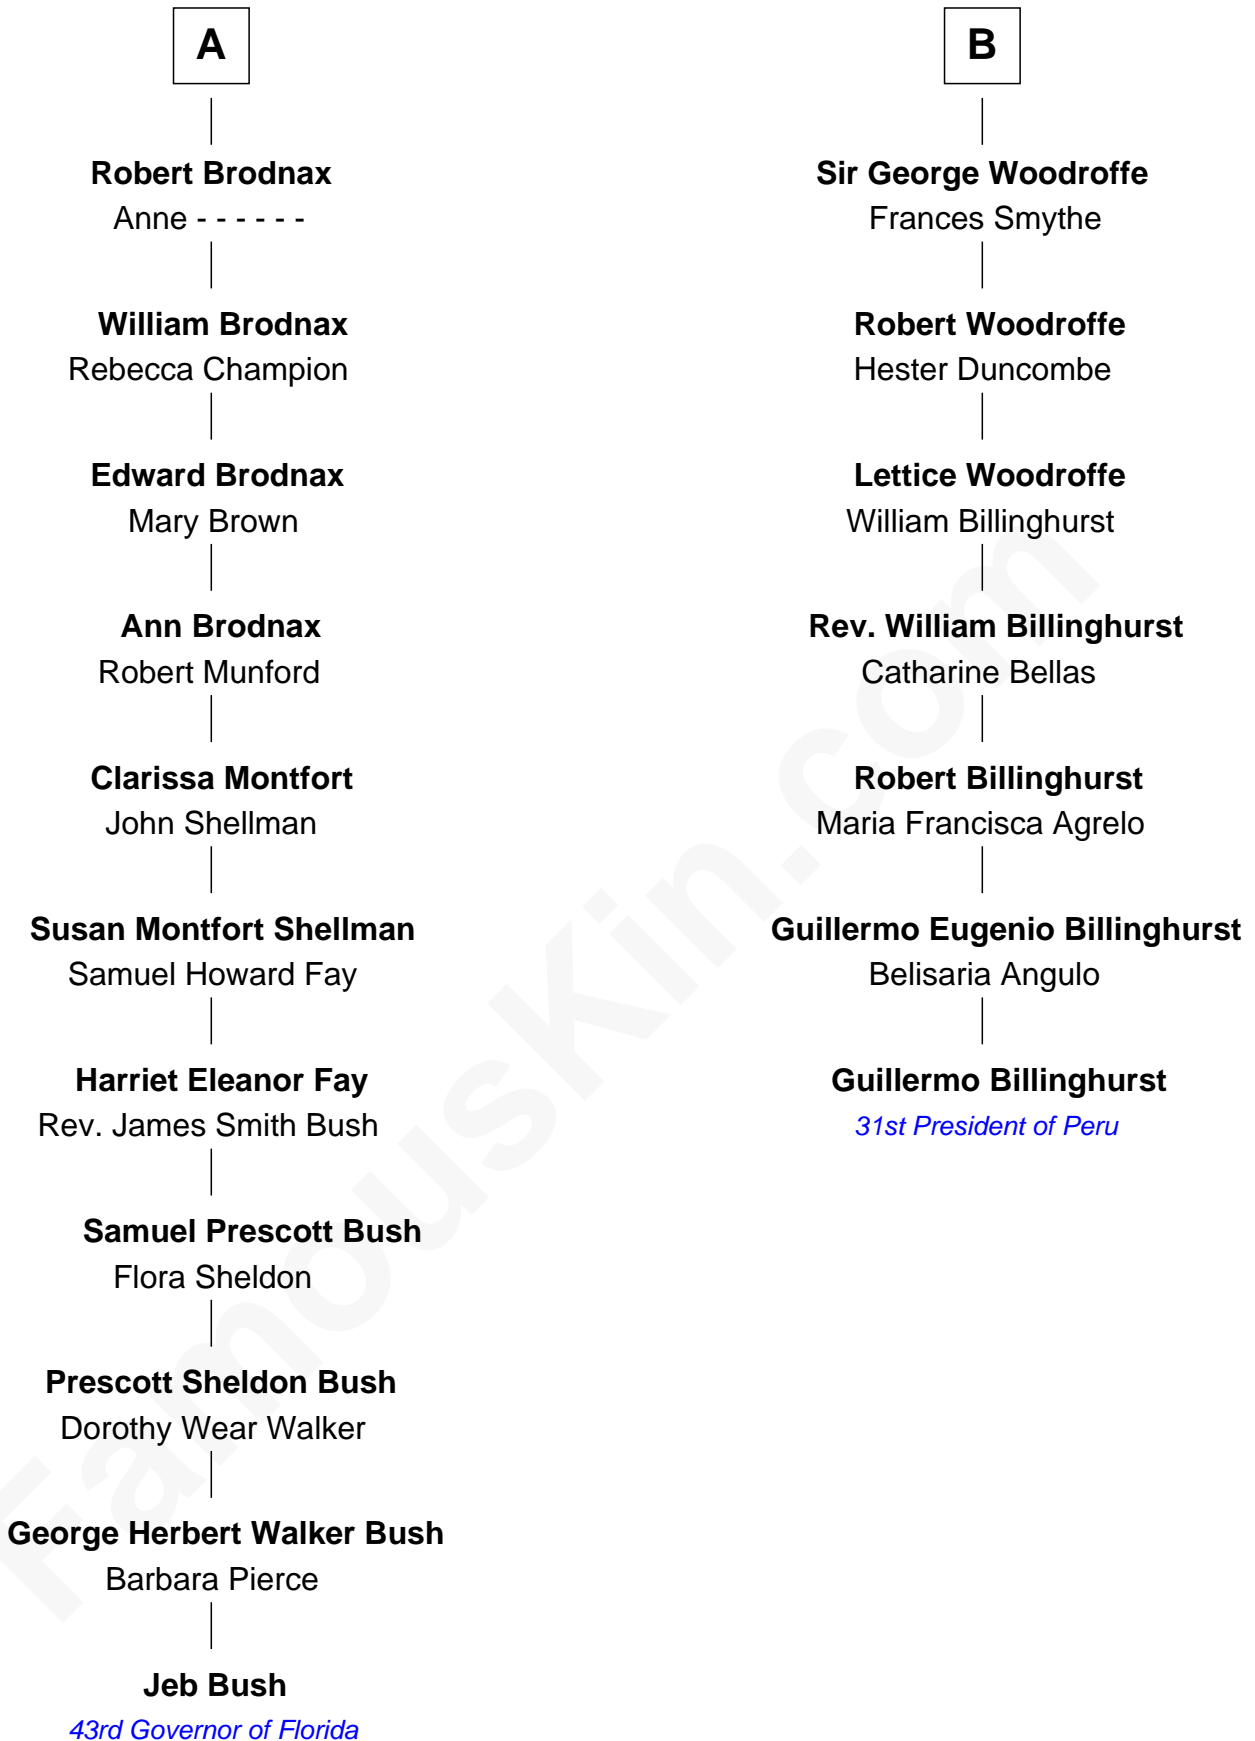 A
Robert Brodnax
Anne - - - - - -
William Brodnax
Rebecca Champion
Edward Brodnax
Mary Brown
Ann Brodnax
Robert Munford
Clarissa Montfort
John Shellman
Susan Montfort Shellman
Samuel Howard Fay
Harriet Eleanor Fay
Rev. James Smith Bush
Samuel Prescott Bush
Flora Sheldon
Prescott Sheldon Bush
Dorothy Wear Walker
George Herbert Walker Bush
Barbara Pierce
Jeb Bush
43rd Governor of Florida
B
Sir George Woodroffe
Frances Smythe
Robert Woodroffe
Hester Duncombe
Lettice Woodroffe
William Billinghurst
Rev. William Billinghurst
Catharine Bellas
Robert Billinghurst
Maria Francisca Agrelo
Guillermo Eugenio Billinghurst
Belisaria Angulo
Guillermo Billinghurst
31st President of Peru
FamousKin.com